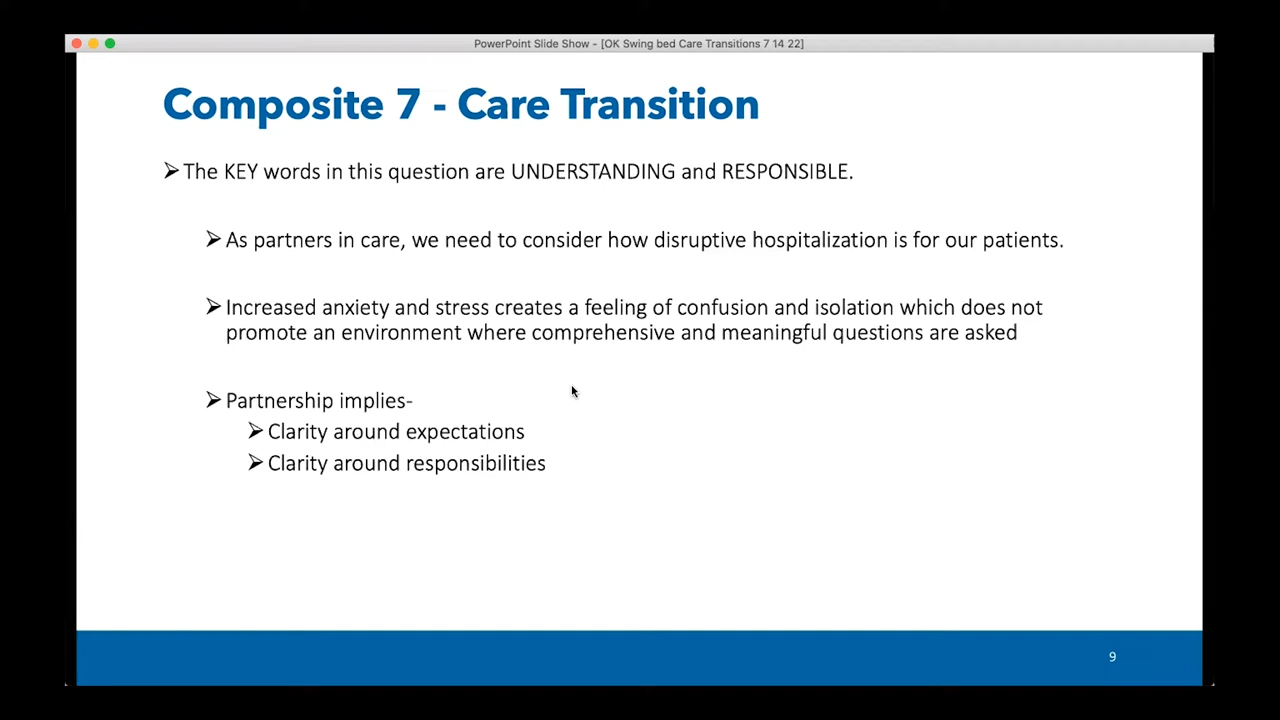 PowerPoint Slide Show - [OK Swing bed Care Transitions 7 14 22]
Composite 7 - Care Transition
➢The KEY words in this question are UNDERSTANDING and RESPONSIBLE.
➢As partners in care, we need to consider how disruptive hospitalization is for our patients.
➢Increased anxiety and stress creates a feeling of confusion and isolation which does not
promote an environment where comprehensive and meaningful questions are asked
➢Partnership implies-
➢Clarity around expectations
➢Clarity around responsibilities
9